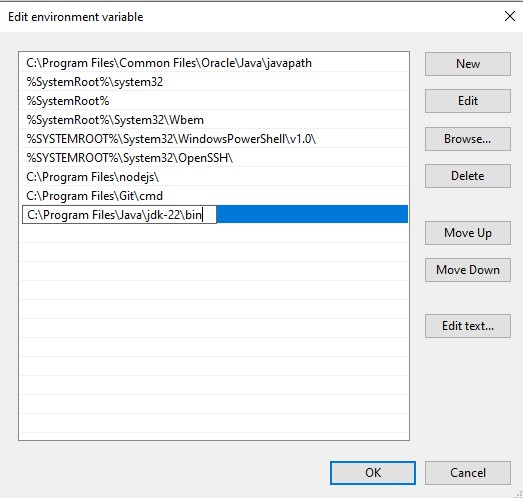 Edit environment variable
C:\Program Files\Common Files\Oracle\Java\javapath
%SystemRoot%\system32
%SystemRoot%
%SystemRoot%\System32\Wbem
%SYSTEMROOT%\System32\WindowsPowerShell\v1.0\
%SYSTEMROOT%\System32\OpenSSH\
C:\Program Files\nodejs\
C:\Program Files\Git\cmd
C:\Program Files\Java\jdk-22\bin
New
Edit
Browse...
Delete
Move Up
Move Down
Edit text...
OK
Cancel